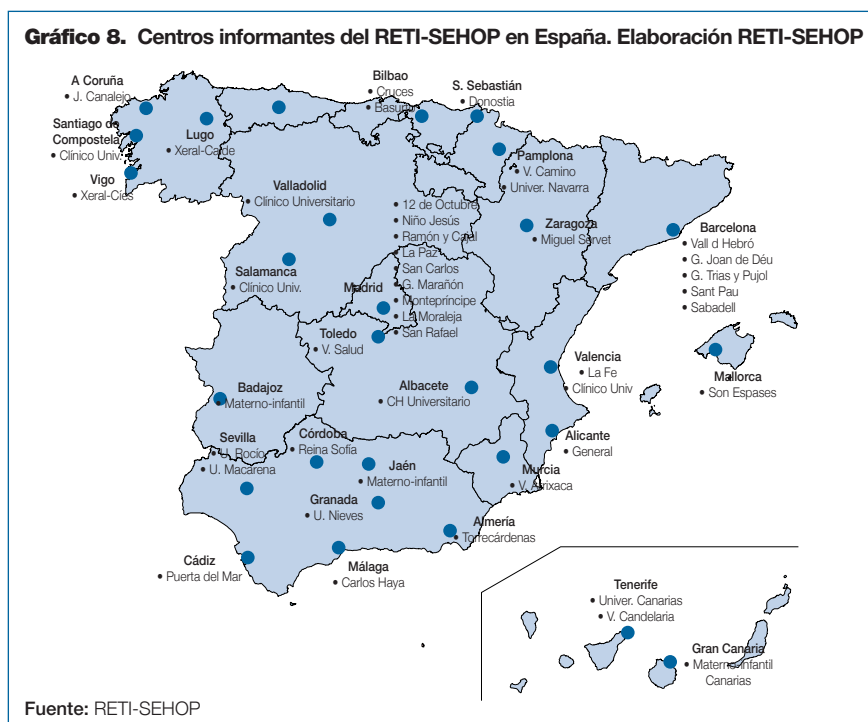 Gráfico 8. Centros informantes del RETI-SEHOP en España. Elaboración RETI-SEHOP
A Coruña
• J. Canalejo
Santiago de
Compostela
• Clínico Univ.
Vigo
• Xeral-Cies
Lugo
• Xeral-Calde
Bilbao
• Cruces
• Basurto
S. Sebastián
• Donostia
Pamplona
• V. Camino
• Univer. Navarra
Valladolid
• Clínico Universitario
Salamanca
• Clínico Univ.
Madrid
• 12 de Octubre
• Niño Jesús
• Ramón y Cajal
• La Paz
• San Carlos
• G. Marañón
• Montepríncipe
• La Moraleja
• San Rafael
Zaragoza
• Miguel Servet
Barcelona
• Vall d Hebró
• G. Joan de Déu
• G. Trias y Pujol
• Sant Pau
• Sabadell
Toledo
• V. Salud
Valencia
• La Fe
• Clínico Univ
Mallorca
• Son Espases
Badajoz
• Materno-infantil
Albacete
• CH Universitario
Alicante
• General
Sevilla
• U. Rocío
• U. Macarena
Córdoba
• Reina Sofía
Jaén
• Materno-infantil
Murcia
• V. Arrixaca
Granada
• U. Nieves
Almería
• Torrecárdenas
Cádiz
• Puerta del Mar
Málaga
• Carlos Haya
Tenerife
• Univer. Canarias
• V. Candelaria
Gran Canaria
• Materno-infantil
Canarias
Fuente: RETI-SEHOP